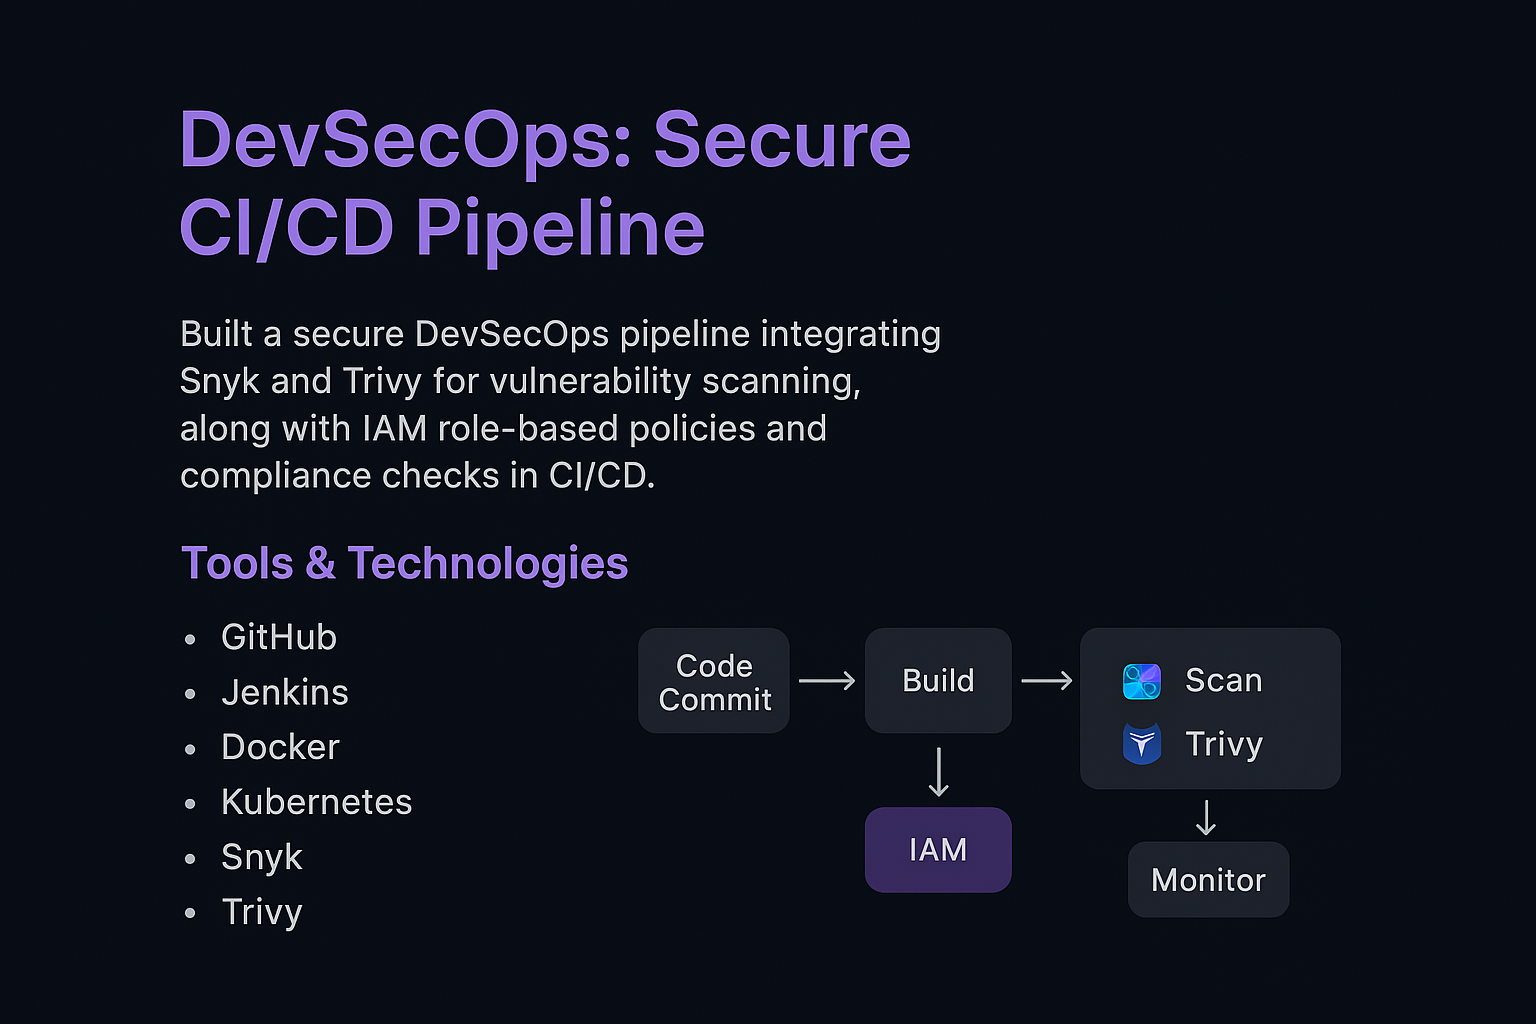 DevSecOps: Secure
CI/CD Pipeline
Built a secure DevSecOps pipeline integrating
Snyk and Trivy for vulnerability scanning,
along with IAM role-based policies and
compliance checks in CI/CD.
Tools & Technologies
• GitHub
• Jenkins
• Docker
• Kubernetes
• Snyk
• Trivy
Code
Commit
Build
Scan
Trivy
IAM
Monitor